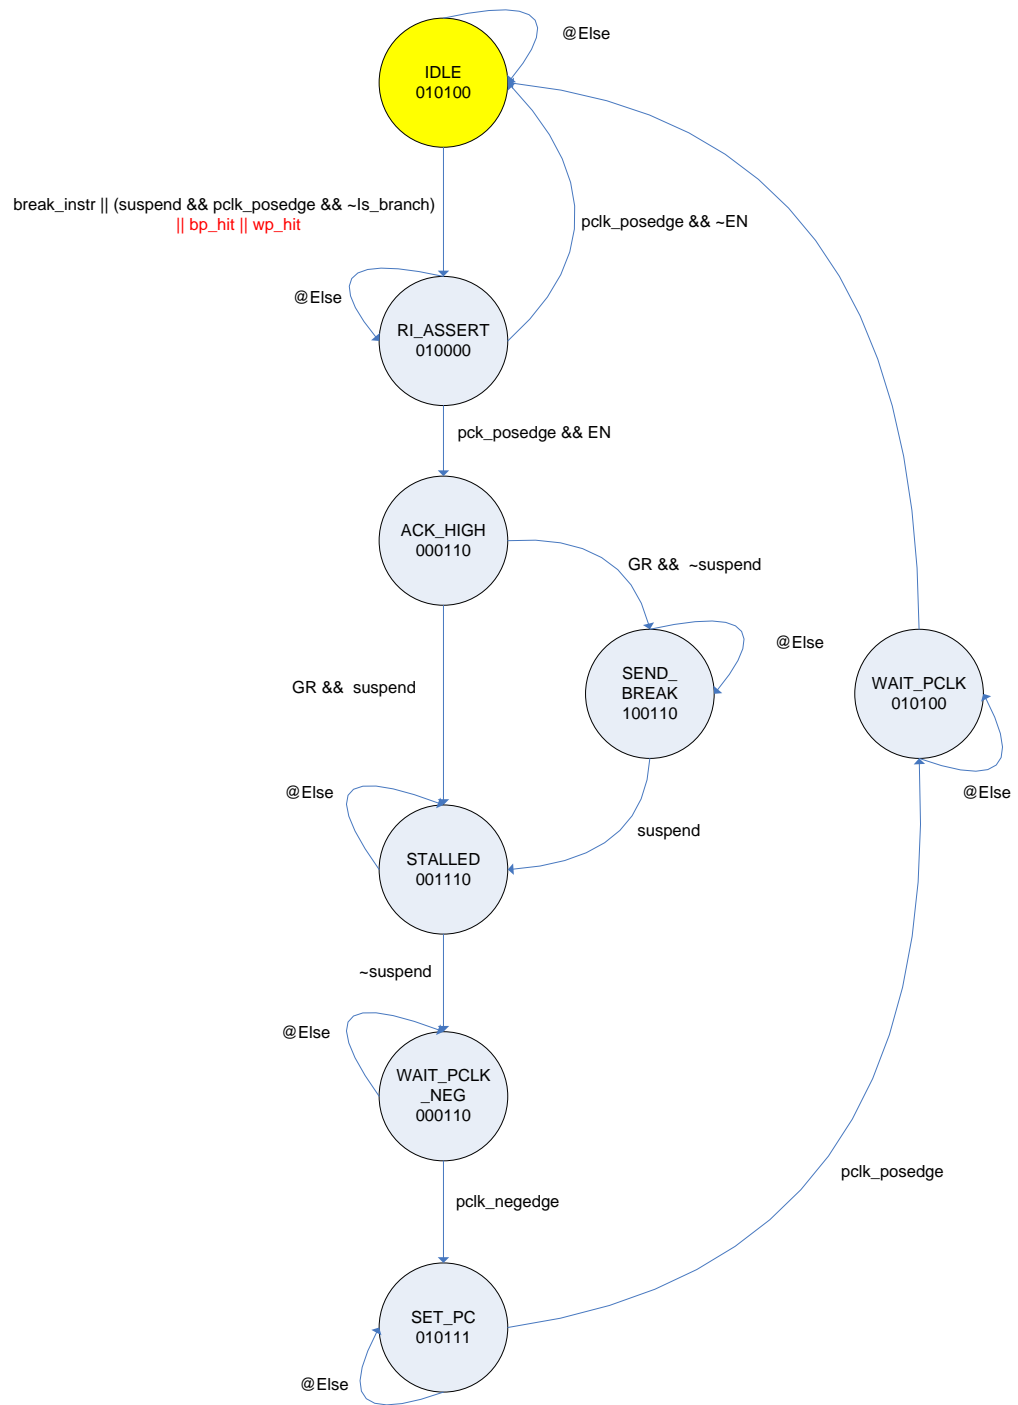 @Else
IDLE
010100
break_instr || (suspend && pclk_posedge && ~Is_branch)
|| bp_hit || wp_hit
pclk_posedge && ~EN
@Else
RI_ASSERT
010000
pck_posedge && EN
ACK_HIGH
000110
GR &&  ~suspend
@Else
SEND_
BREAK
100110
WAIT_PCLK
010100
GR &&  suspend
@Else
@Else
suspend
STALLED
001110
~suspend
@Else
WAIT_PCLK
_NEG
000110
pclk_posedge
pclk_negedge
SET_PC
010111
@Else